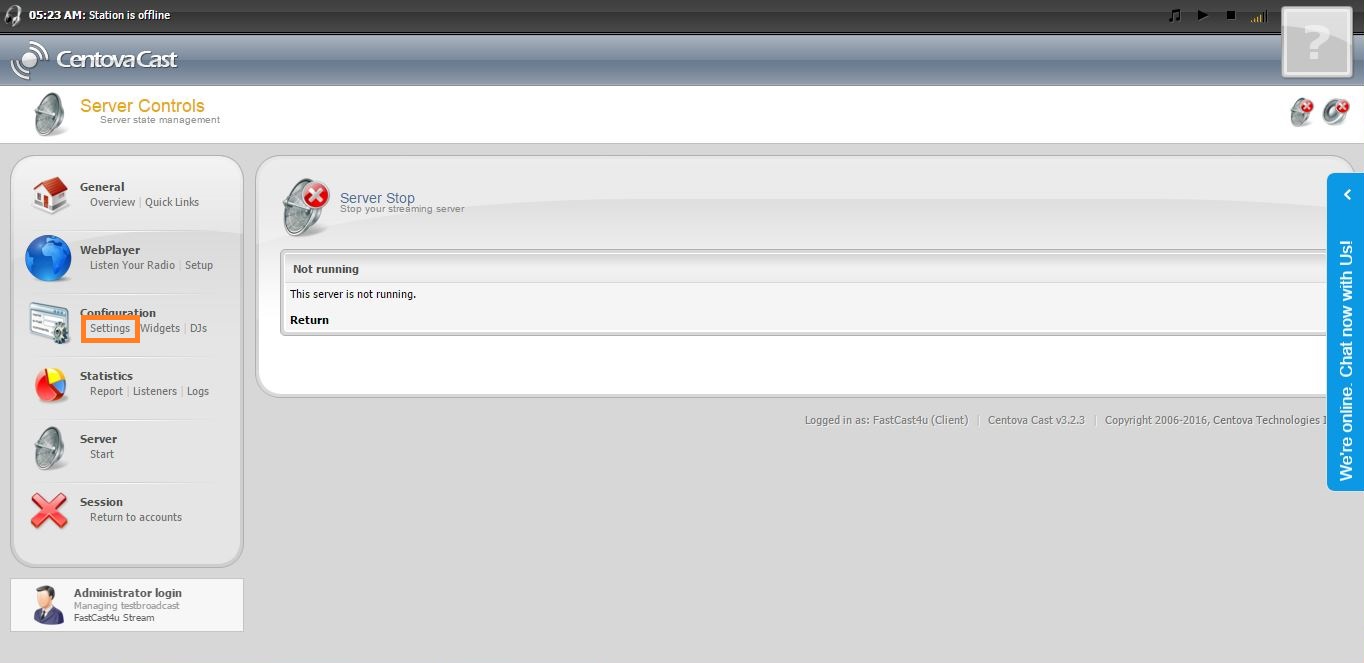 05:23 AM: Station is offline
CentovaCast
?
Server Controls
Server state management
General
Overview | Quick Links
WebPlayer
Listen Your Radio | Setup
Configuration
Settings Widgets | DJs
Statistics
Report | Listeners | Logs
Server
Start
Session
Return to accounts
Administrator login
Managing testbroadcast
FastCast4u Stream
Server Stop
Stop your streaming server
Not running
This server is not running.
Return
Logged in as: FastCast4u (Client) | Centova Cast v3.2.3 | Copyright 2006-2016, Centova Technologies I
We're online. Chat now with Us!